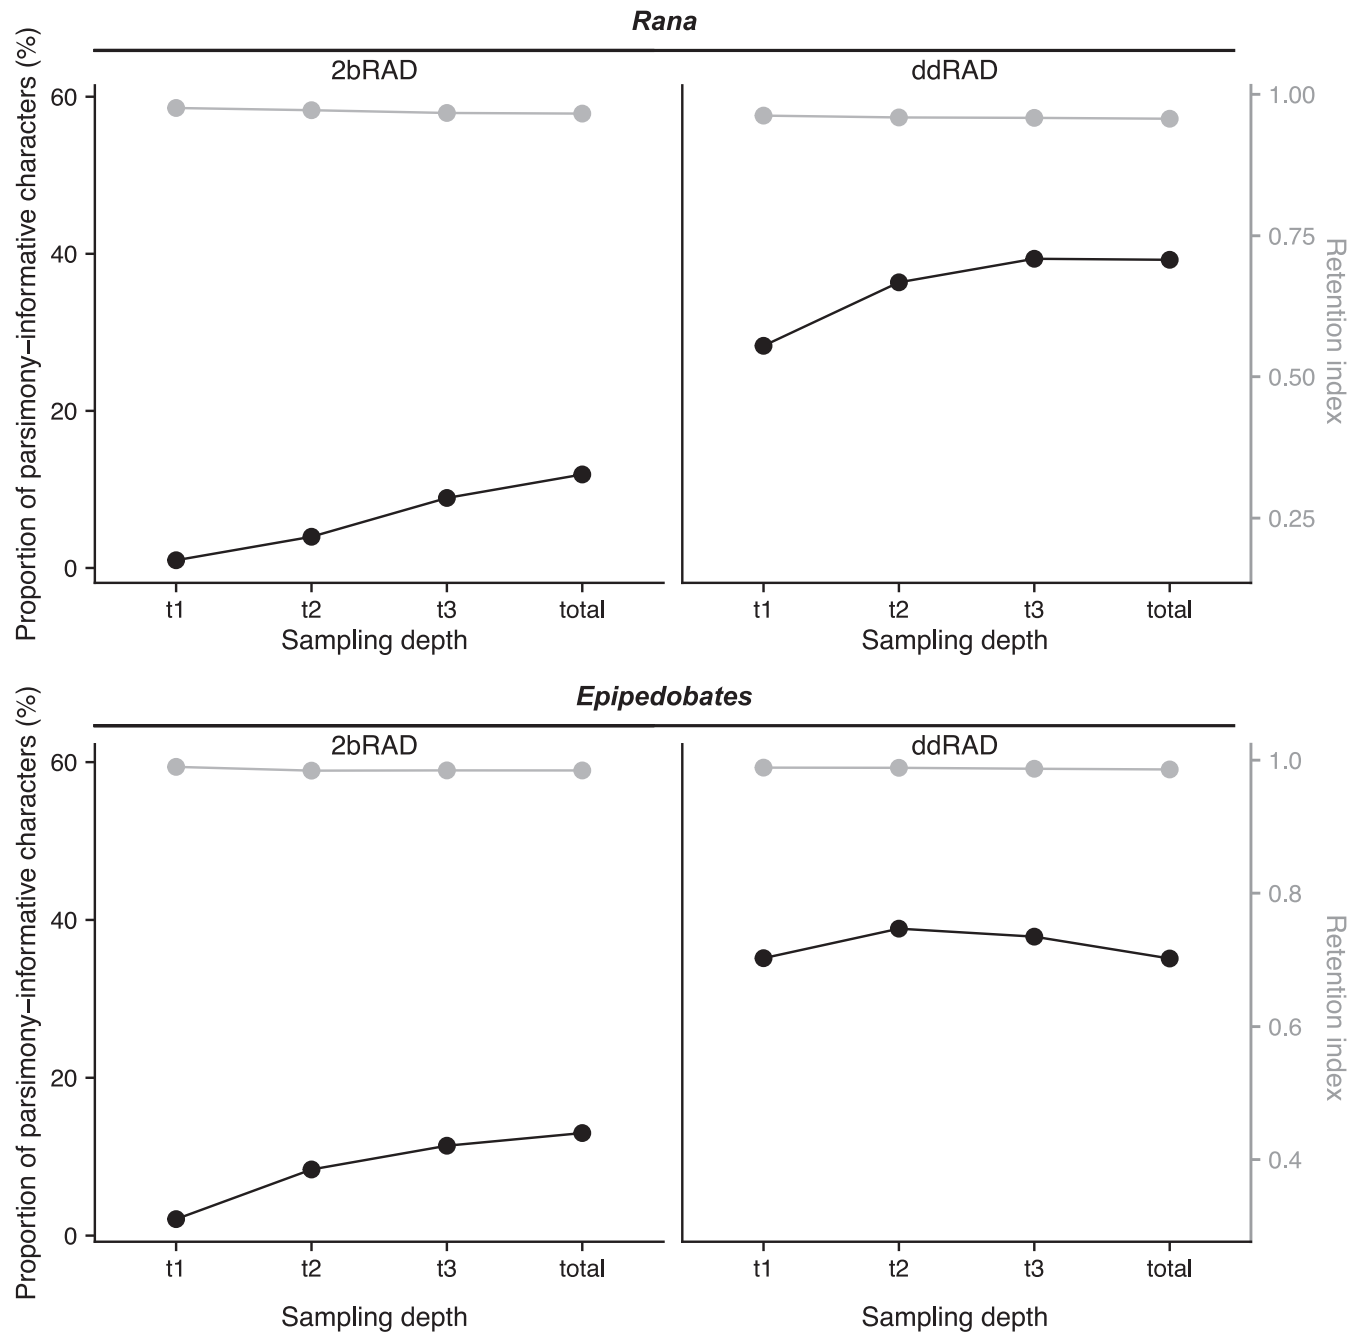 Rana
2bRAD
ddRAD
Proportion of parsimony–informative characters (%)
60
40
20
0
1.00
0.75
0.50
0.25
Retention index
t1
t2
t3
total
t1
t2
t3
total
Sampling depth
Sampling depth
Epipedobates
2bRAD
ddRAD
Proportion of parsimony–informative characters (%)
60
40
20
0
1.0
0.8
0.6
0.4
Retention index
t1
t2
t3
total
t1
t2
t3
total
Sampling depth
Sampling depth